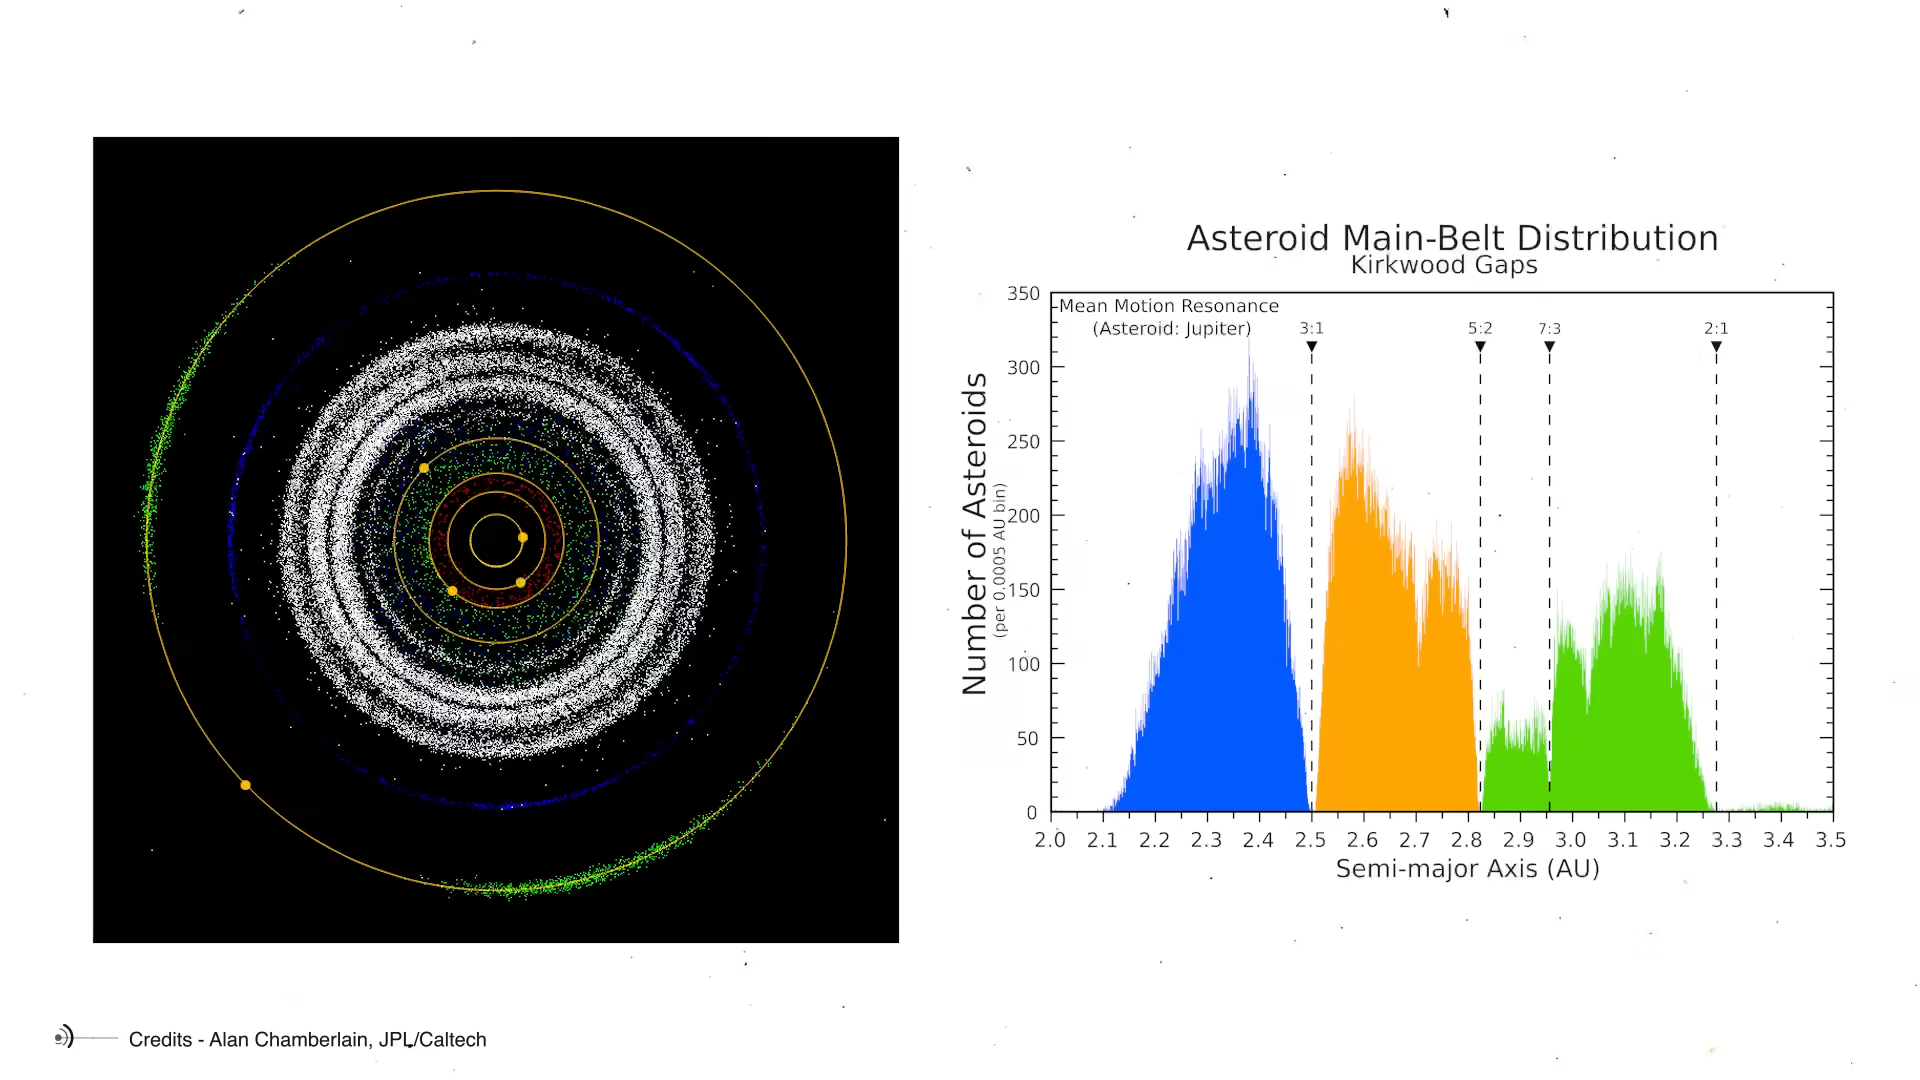 Asteroid Main-Belt Distribution
Kirkwood Gaps
Mean Motion Resonance
(Asteroid: Jupiter)
3:1
5:2
7:3
2:1
350
300
250
200
150
100
50
0
Number of Asteroids
(per 0.0005 AU bin)
2.0 2.1 2.2 2.3 2.4 2.5 2.6 2.7 2.8 2.9 3.0 3.1 3.2 3.3 3.4 3.5
Semi-major Axis (AU)
Credits - Alan Chamberlain, JPL/Caltech